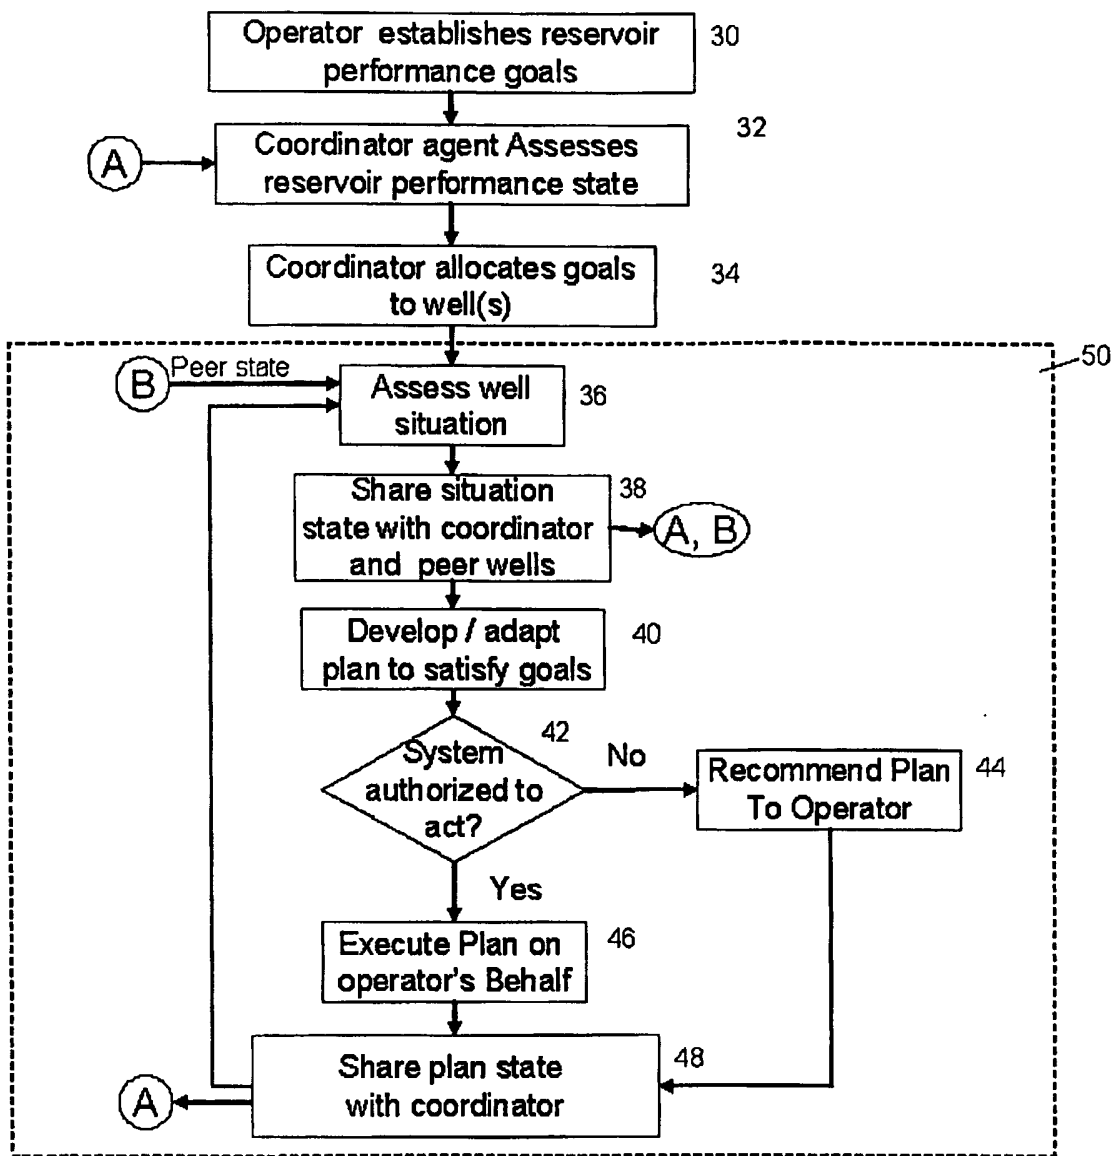 Operator establishes reservoir
performance goals
30
32
A
Coordinator agent Assesses
reservoir performance state
Coordinator allocates goals
to well(s)
34
50
B
Peer state
Assess well
situation
36
Share situation
state with coordinator
and peer wells
38
A, B
Develop / adapt
plan to satisfy goals
40
System
authorized to
act?
42
No
Recommend Plan
To Operator
44
Yes
Execute Plan on
operator's Behalf
46
Share plan state
with coordinator
48
A